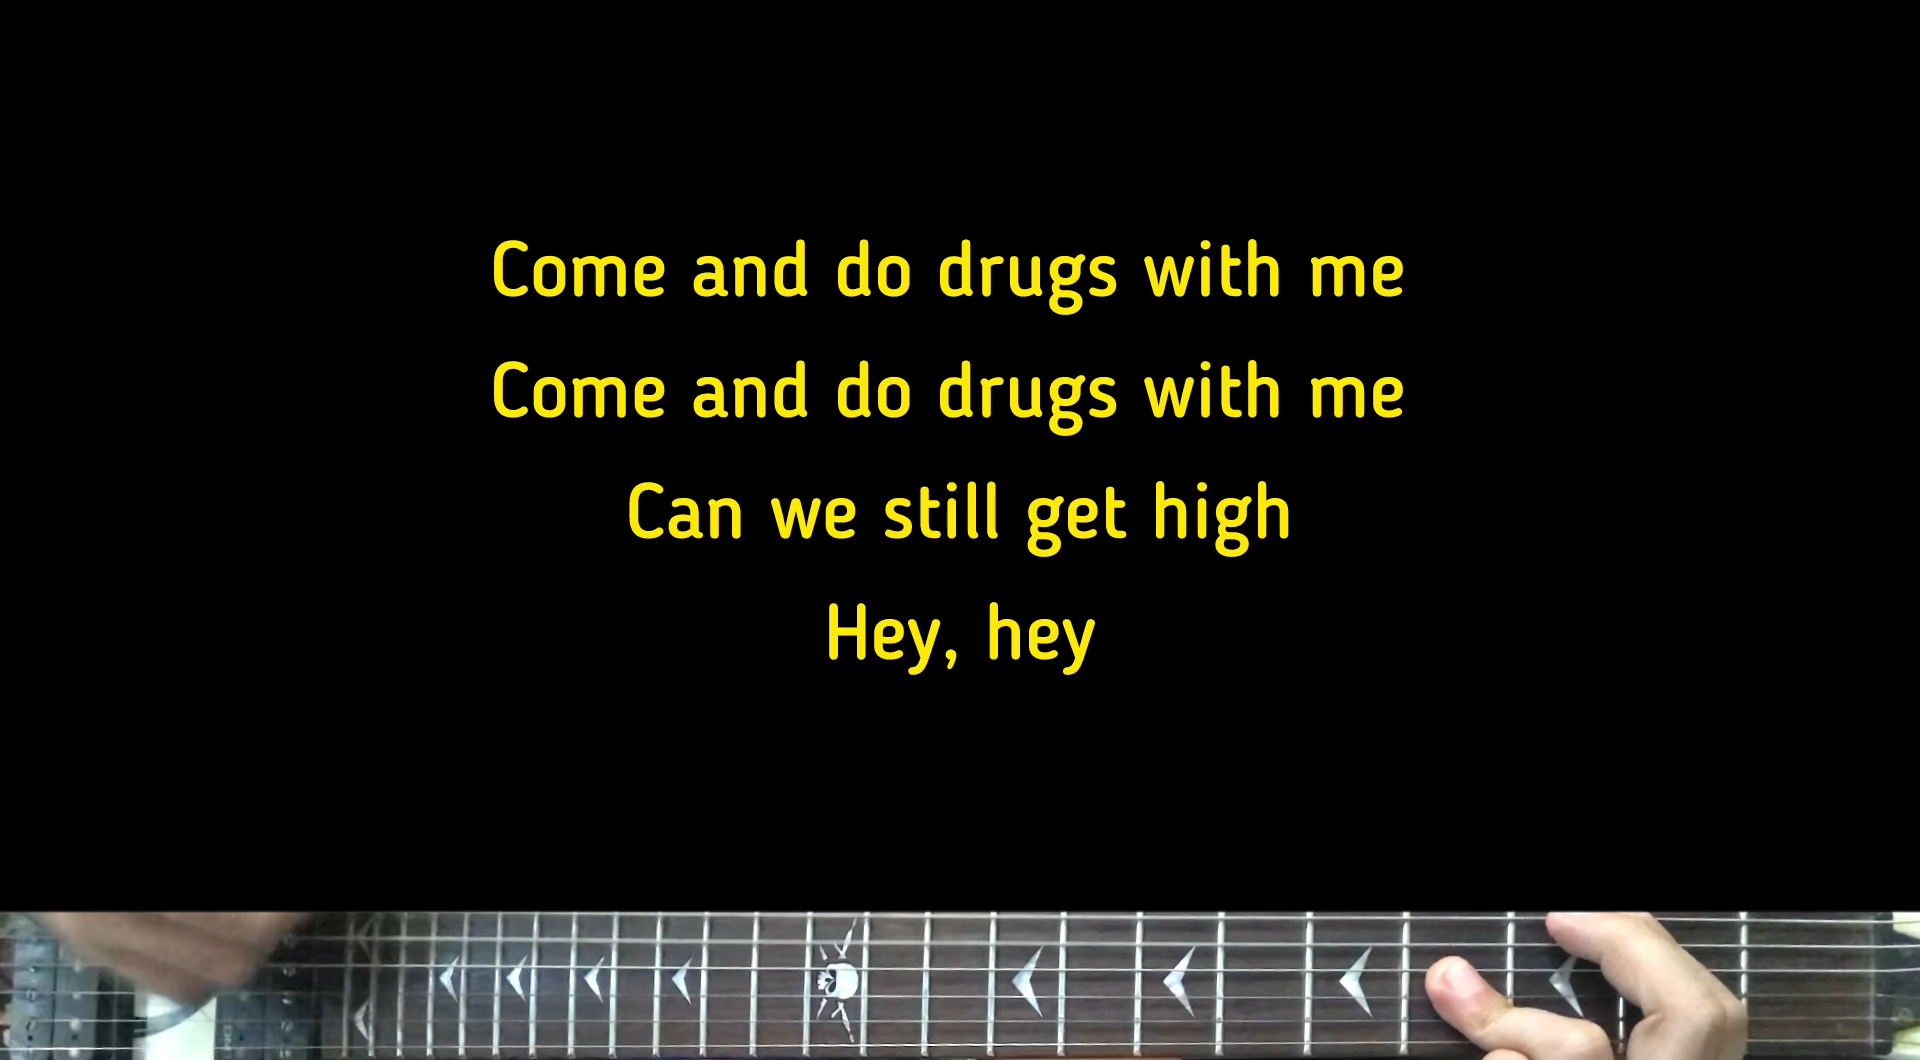 Come and do drugs with me
Come and do drugs with me
Can we still get high
Hey, hey